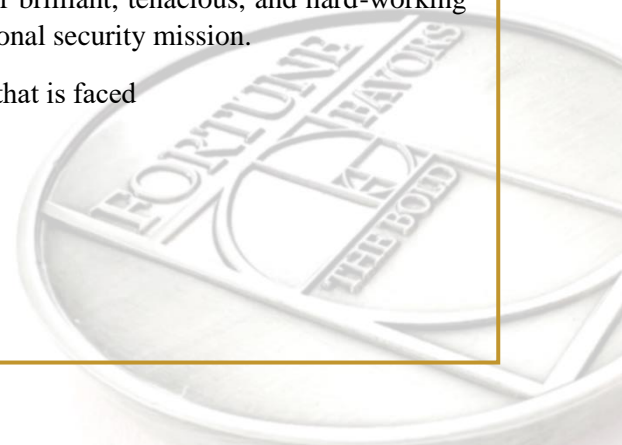 brilliant, tenacious, and hard-working
onal security mission.
that is faced
FORTUNE
FAVORS
THE BOLD